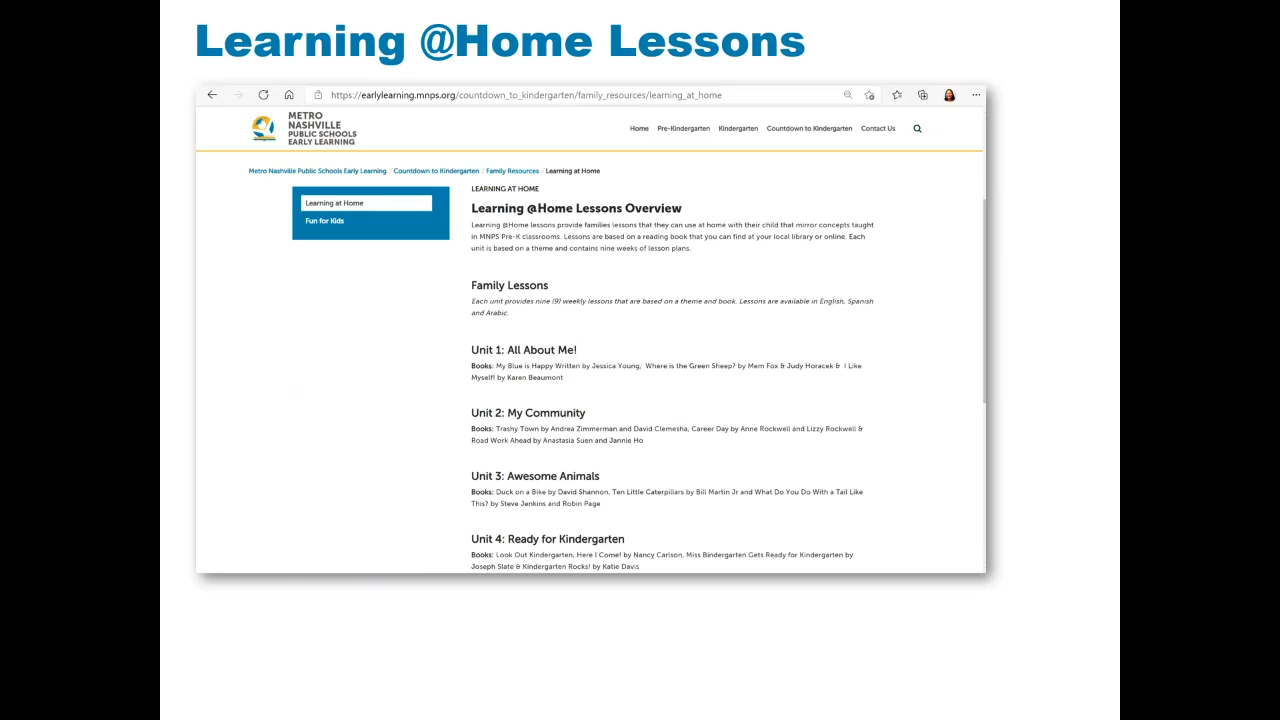 Learning @Home Lessons
https://earlylearning.mnps.org/countdown_to_kindergarten/family_resources/learning_at_home
METRO
NASHVILLE
PUBLIC SCHOOLS
EARLY LEARNING
Home Pre-Kindergarten Kindergarten Countdown to Kindergarten Contact Us
Metro Nashville Public Schools Early Learning / Countdown to Kindergarten / Family Resources / Learning at Home
Learning at Home
Fun for Kids
LEARNING AT HOME
Learning @Home Lessons Overview
Learning @Home lessons provide families lessons that they can use at home with their child that mirror concepts taught
in MNPS Pre-K classrooms. Lessons are based on a reading book that you can find at your local library or online. Each
unit is based on a theme and contains nine weeks of lesson plans.
Family Lessons
Each unit provides nine (9) weekly lessons that are based on a theme and book. Lessons are available in English, Spanish
and Arabic.
Unit 1: All About Me!
Books: My Blue is Happy Written by Jessica Young, Where is the Green Sheep? by Mem Fox & Judy Horacek & I Like
Myself! by Karen Beaumont
Unit 2: My Community
Books: Trashy Town by Andrea Zimmerman and David Clemesha, Career Day by Anne Rockwell and Lizzy Rockwell &
Road Work Ahead by Anastasia Suen and Jannie Ho
Unit 3: Awesome Animals
Books: Duck on a Bike by David Shannon, Ten Little Caterpillars by Bill Martin Jr and What Do You Do With a Tail Like
This? by Steve Jenkins and Robin Page
Unit 4: Ready for Kindergarten
Books: Look Out Kindergarten, Here I Come! by Nancy Carlson, Miss Bindergarten Gets Ready for Kindergarten by
Joseph Slate & Kindergarten Rocks! by Katie Davis